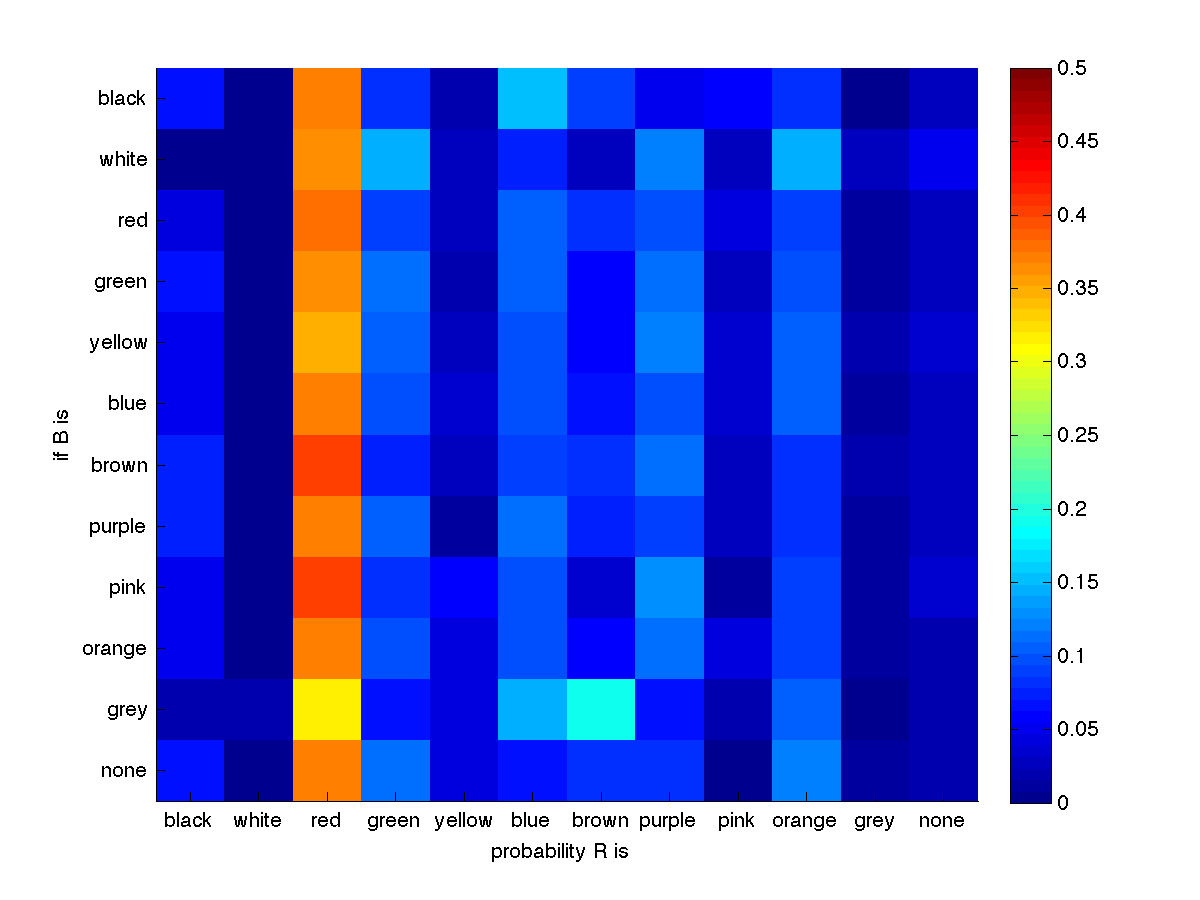 black
white
red
green
yellow
blue
brown
purple
pink
orange
grey
none
if B is
black white red green yellow blue brown purple pink orange grey none
probability R is
0.5
0.45
0.4
0.35
0.3
0.25
0.2
0.15
0.1
0.05
0